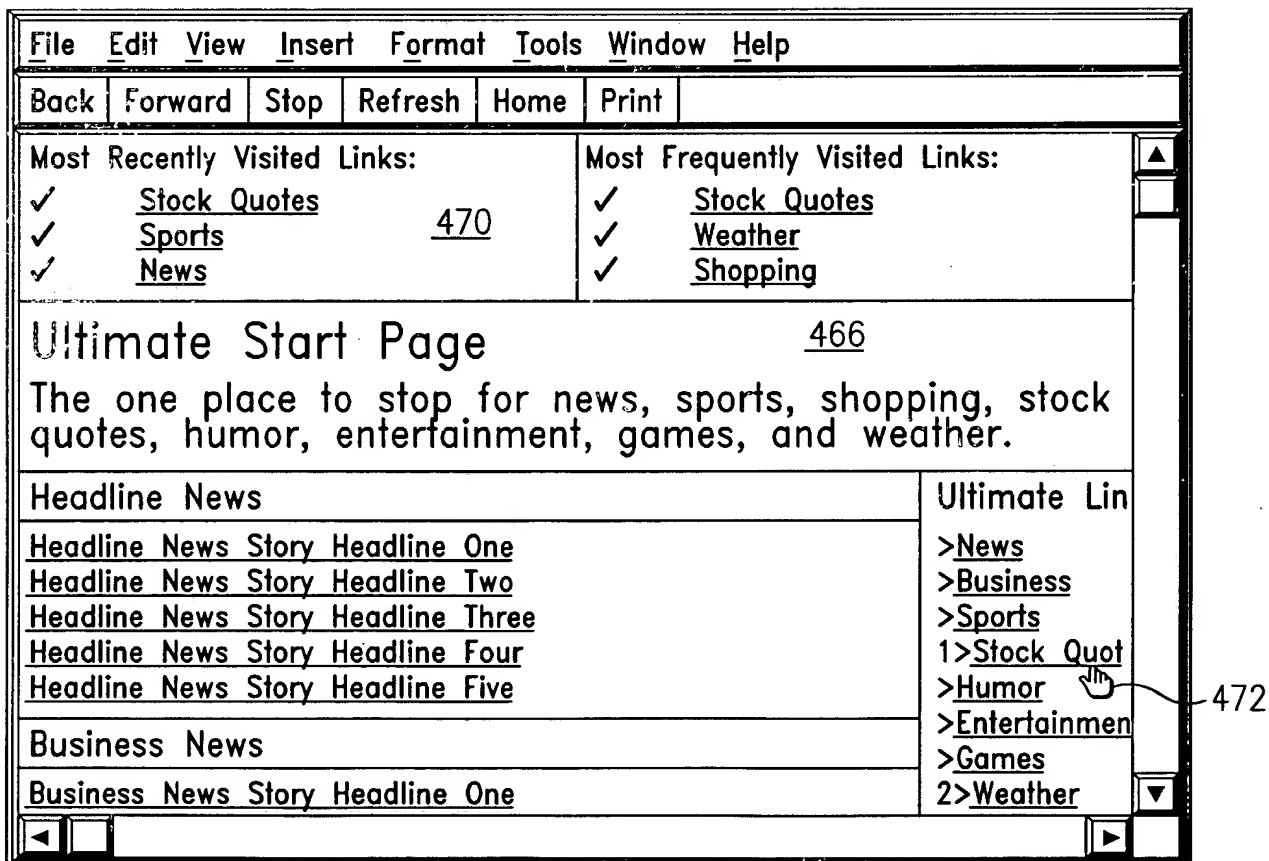 File Edit View Insert Format Tools Window Help
Back Forward Stop Refresh Home Print
Most Recently Visited Links:
✓ Stock Quotes
✓ Sports
✓ News
470
Most Frequently Visited Links:
✓ Stock Quotes
✓ Weather
✓ Shopping
Ultimate Start Page
466
The one place to stop for news, sports, shopping, stock
quotes, humor, entertainment, games, and weather.
Headline News
Headline News Story Headline One
Headline News Story Headline Two
Headline News Story Headline Three
Headline News Story Headline Four
Headline News Story Headline Five
Business News
Business News Story Headline One
Ultimate Lin
>News
>Business
>Sports
1>Stock Quot
>Humor
>Entertainmen
>Games
2>Weather
472